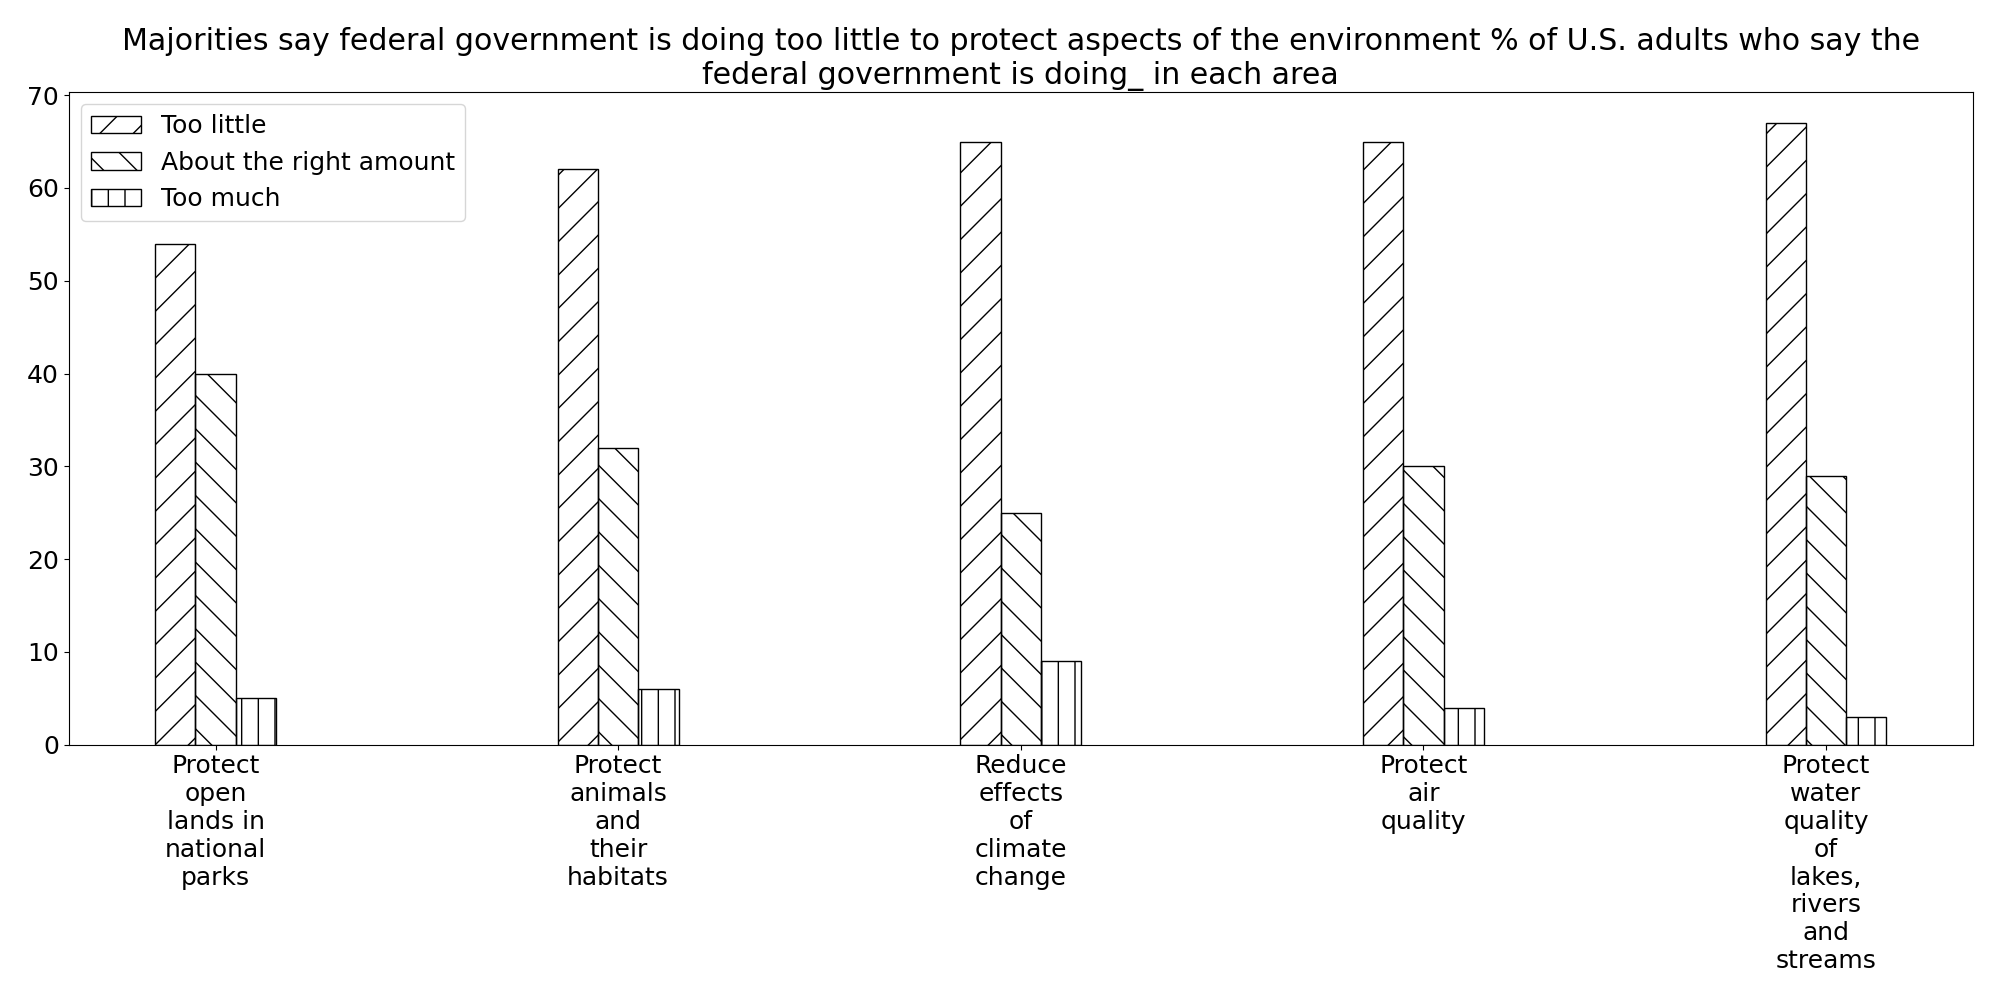 Majorities say federal government is doing too little to protect aspects of the environment % of U.S. adults who say the
federal government is doing_ in each area
70
60
50
40
30
20
10
0
Too little
About the right amount
Too much
Protect
open
lands in
national
parks
Protect
animals
and
their
habitats
Reduce
effects
of
climate
change
Protect
air
quality
Protect
water
quality
of
lakes,
rivers
and
streams